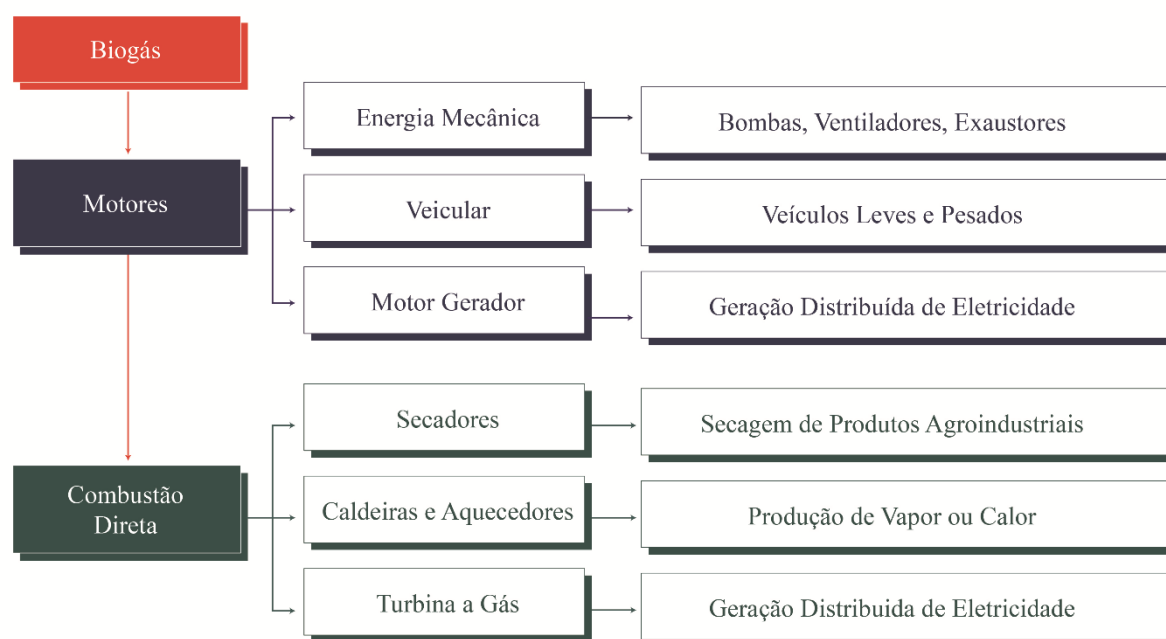 Biogás
Energia Mecânica
Bombas, Ventiladores, Exaustores
Motores
Veicular
Veículos Leves e Pesados
Motor Gerador
Geração Distribuída de Eletricidade
Secadores
Secagem de Produtos Agroindustriais
Combustão
Direta
Caldeiras e Aquecedores
Produção de Vapor ou Calor
Turbina a Gás
Geração Distribuida de Eletricidade